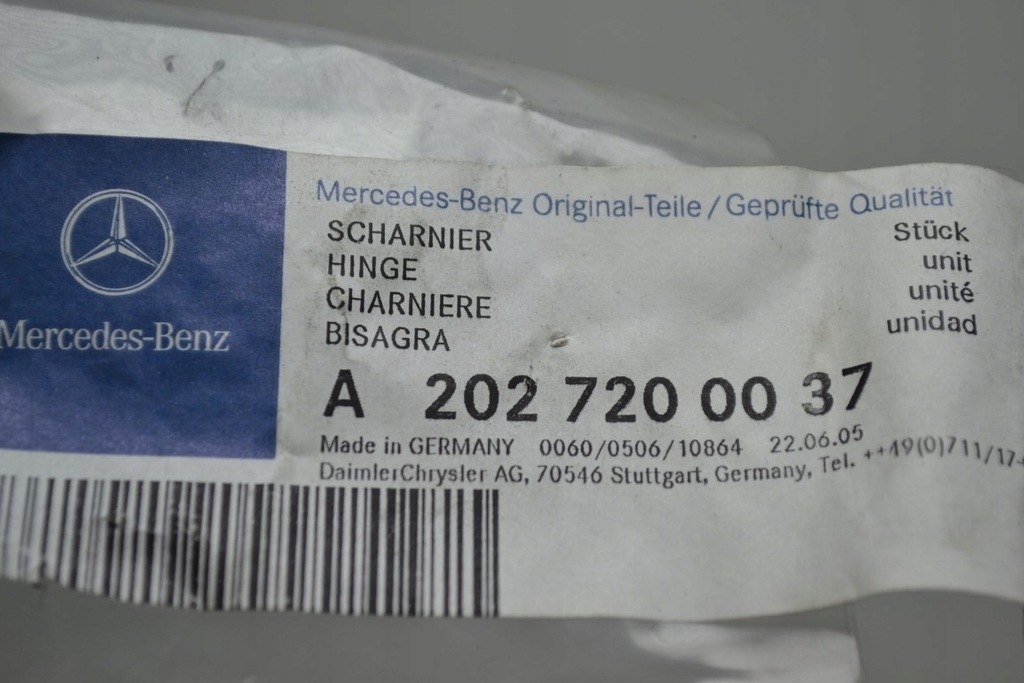 Mercedes-Benz
Mercedes-Benz Original-Teile / Geprüfte Qualität
SCHARNIER
HINGE
CHARNIERE
BISAGRA
Stück
unit
unité
unidad
A 202 720 00 37
Made in GERMANY 0060/0506/10864 22.06.05
DaimlerChrysler AG, 70546 Stuttgart, Germany, Tel. ++49(0)711/17-